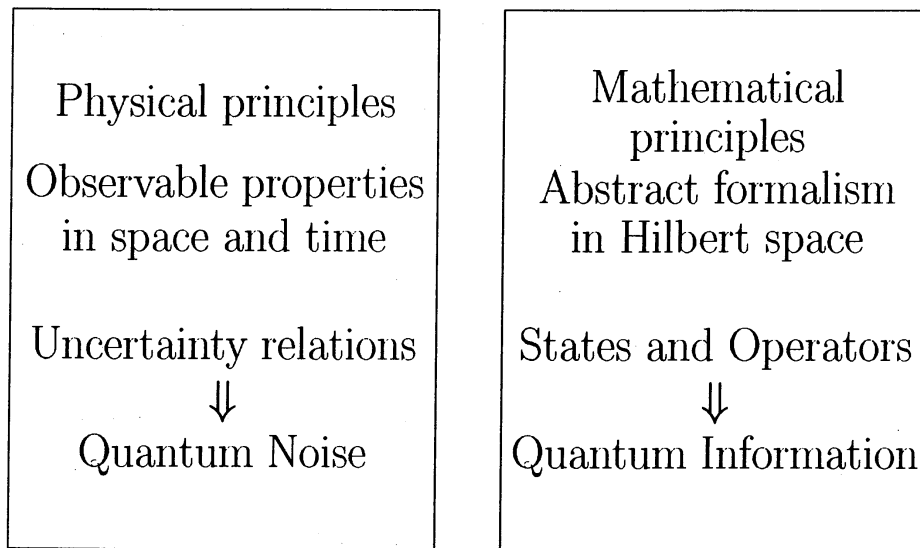 Physical principles
Observable properties
in space and time
Uncertainty relations
⇓
Quantum Noise
Mathematical
principles
Abstract formalism
in Hilbert space
States and Operators
⇓
Quantum Information